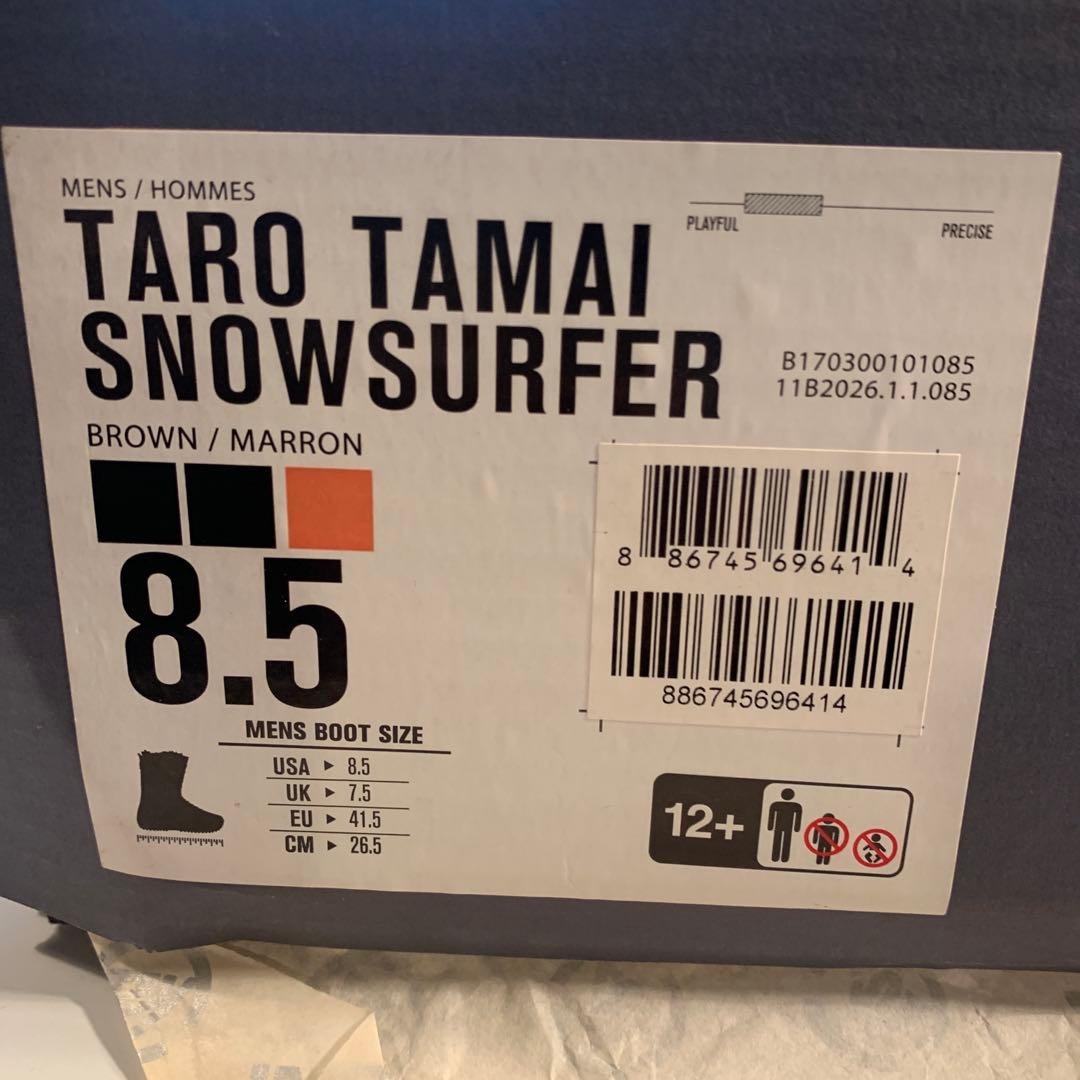 MENS / HOMMES
TARO TAMAI
SNOWSURFER
PLAYFUL
PRECISE
B170300101085
11B2026.1.1.085
BROWN / MARRON
8.5
8 86745 69641 4
886745696414
MENS BOOT SIZE
USA ▶ 8.5
UK ▶ 7.5
EU ▶ 41.5
CM ▶ 26.5
12+